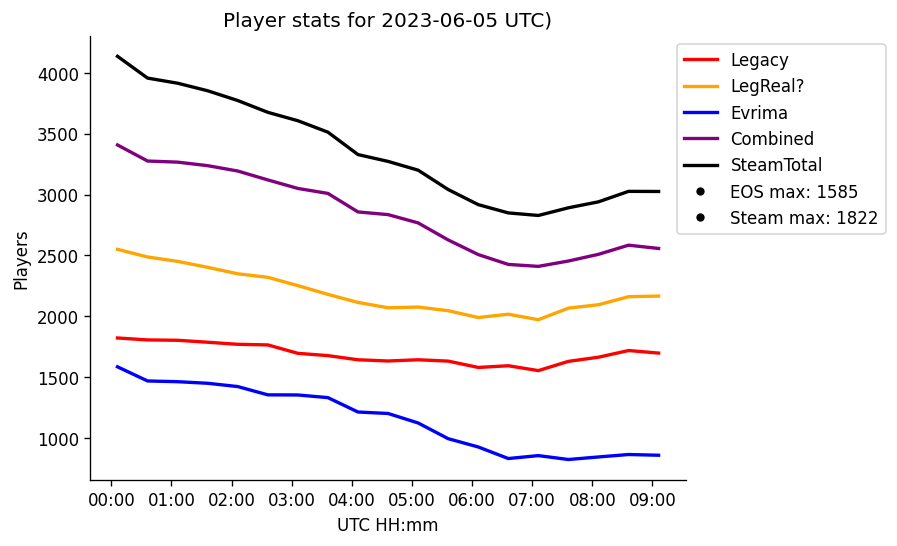 Player stats for 2023-06-05 UTC)
Legacy
LegReal?
Evrima
Combined
SteamTotal
EOS max: 1585
Steam max: 1822
Players
4000
3500
3000
2500
2000
1500
1000
00:00 01:00 02:00 03:00 04:00 05:00 06:00 07:00 08:00 09:00
UTC HH:mm